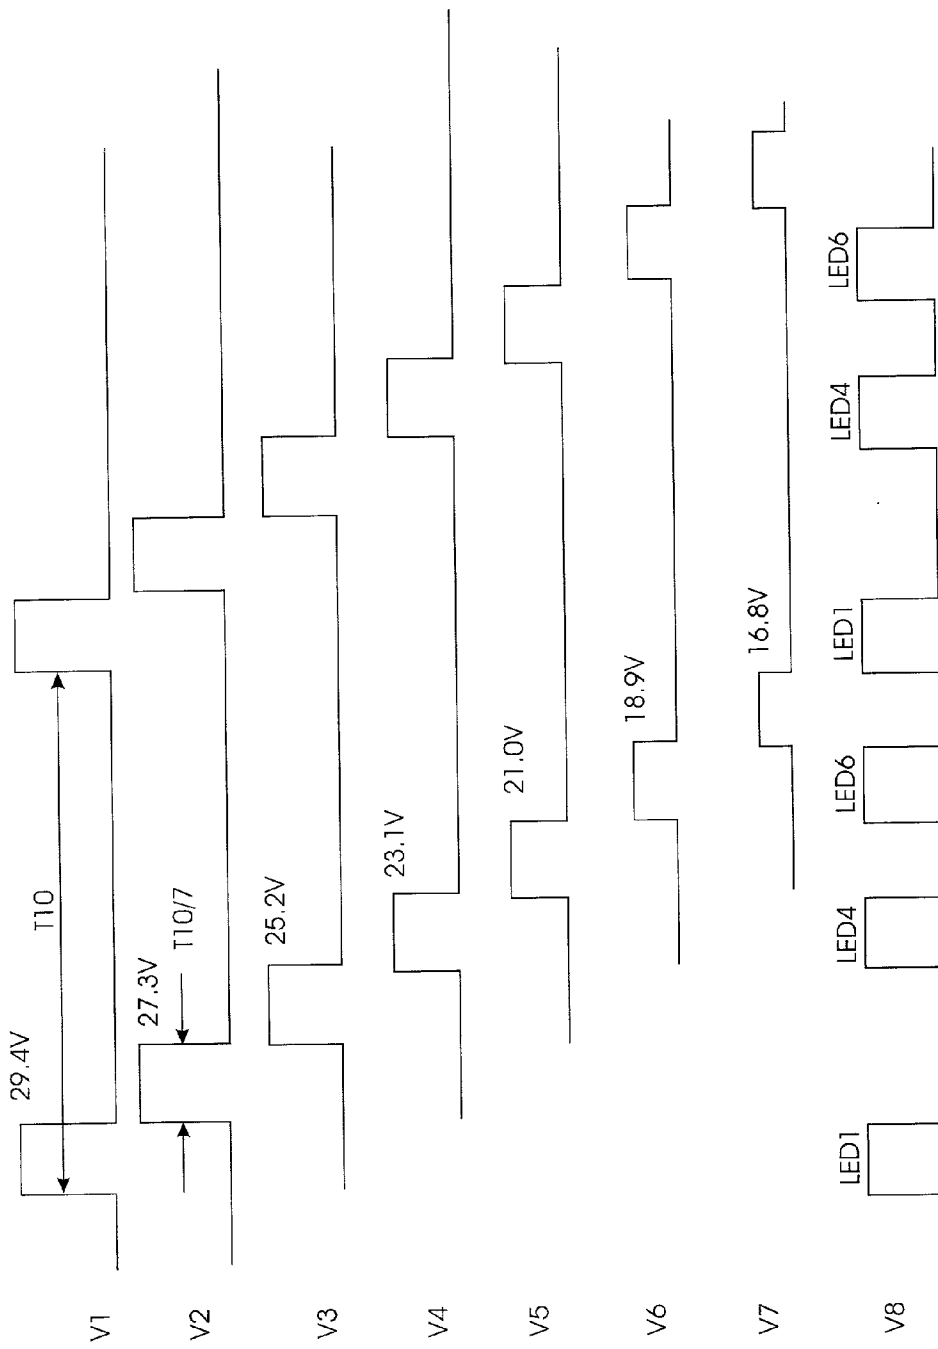 29.4V
T10
V1
27.3V
T10/7
V2
25.2V
V3
23.1V
V4
21.0V
V5
18.9V
V6
16.8V
V7
LED1
LED4
LED6
LED1
LED4
LED6
V8